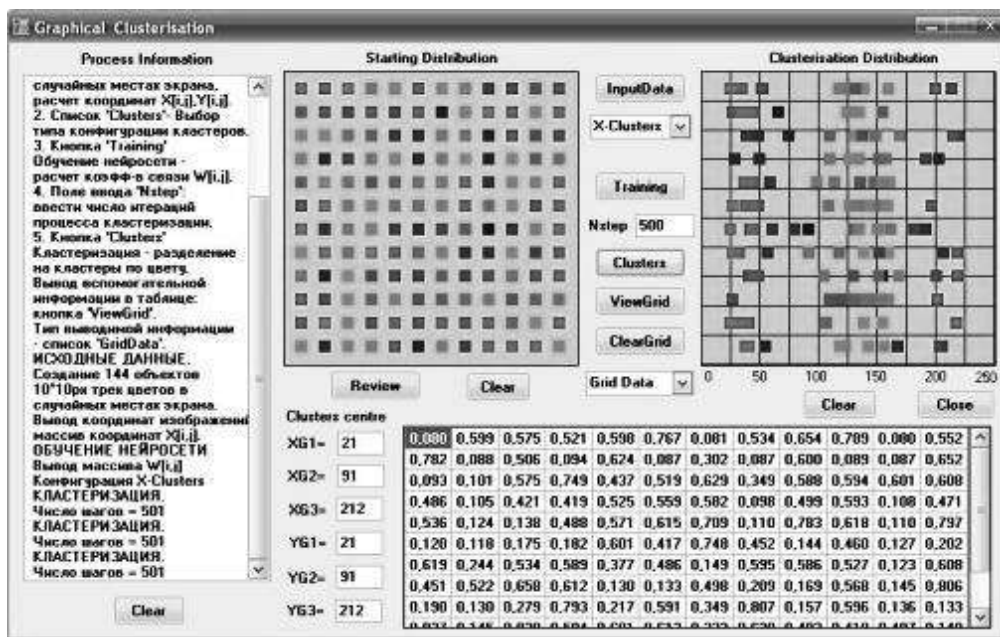 Graphical Clusterisation
Process Information
случайных местах экрана,
расчет координат X[i,j],Y[i,j].
2. Список 'Clusters'- Выбор
типа конфигурации кластеров.
3. Кнопка 'Training'
Обучение нейросети -
расчет коэфф-в связи W[i,j].
4. Поле ввода 'Nstep':
ввести число итераций
процесса кластеризации.
5. Кнопка 'Clusters'
Кластеризация - разделение
на кластеры по цвету.
Вывод вспомогательной
информации в таблице:
кнопка 'ViewGrid'.
Тип выводимой информации
- список 'GridData'.
ИСХОДНЫЕ ДАННЫЕ.
Создание 144 объектов
10*10px трех цветов в
случайных местах экрана.
Вывод координат изображений
массив координат X[i,j].
ОБУЧЕНИЕ НЕЙРОСЕТИ
Вывод массива W[i,j]
Конфигурация X-Clusters
КЛАСТЕРИЗАЦИЯ.
Число шагов = 501
КЛАСТЕРИЗАЦИЯ.
Число шагов = 501
КЛАСТЕРИЗАЦИЯ.
Число шагов = 501
Clear
Starting Distribution
Review
Clear
InputData
X-Clusters
Training
Nstep 500
Clusters
ViewGrid
ClearGrid
Grid Data
Clusterisation Distribution
0 50 100 150 200 250
Clear
Close
Clusters centre
XG1= 21
XG2= 91
XG3= 212
YG1= 21
YG2= 91
YG3= 212
0,080 0,599 0,575 0,521 0,598 0,767 0,081 0,534 0,654 0,789 0,080 0,552
0,782 0,088 0,506 0,094 0,624 0,087 0,302 0,087 0,600 0,089 0,087 0,652
0,093 0,101 0,575 0,749 0,437 0,519 0,629 0,349 0,588 0,594 0,601 0,608
0,486 0,105 0,421 0,419 0,525 0,559 0,582 0,098 0,499 0,593 0,108 0,471
0,536 0,124 0,138 0,488 0,571 0,615 0,709 0,110 0,783 0,618 0,110 0,797
0,120 0,118 0,175 0,182 0,601 0,417 0,748 0,452 0,144 0,460 0,127 0,202
0,619 0,244 0,534 0,589 0,377 0,486 0,149 0,595 0,586 0,527 0,123 0,608
0,451 0,522 0,658 0,612 0,130 0,133 0,498 0,209 0,169 0,568 0,145 0,806
0,190 0,130 0,279 0,793 0,217 0,591 0,349 0,807 0,157 0,596 0,136 0,133